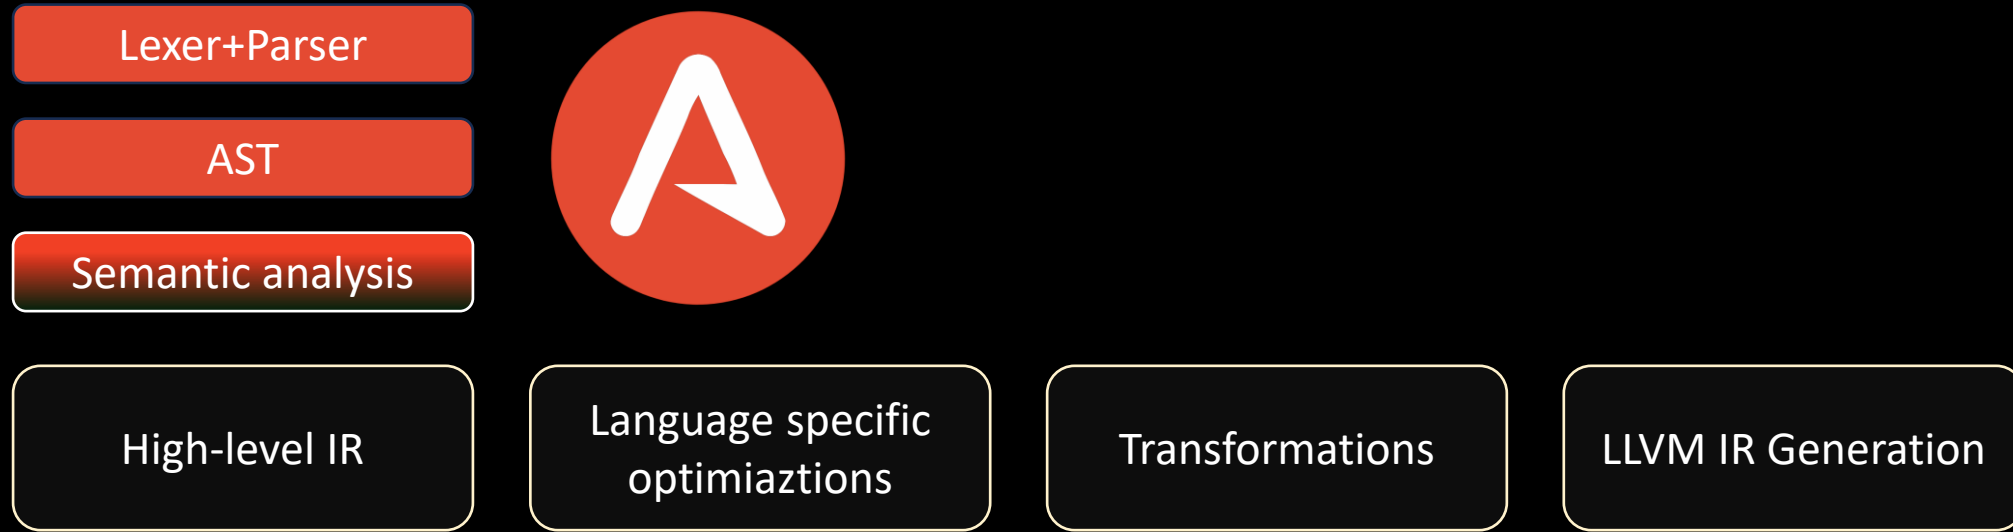 Lexer+Parser
AST
Semantic analysis
High-level IR
Language specific
optimiaztions
Transformations
LLVM IR Generation